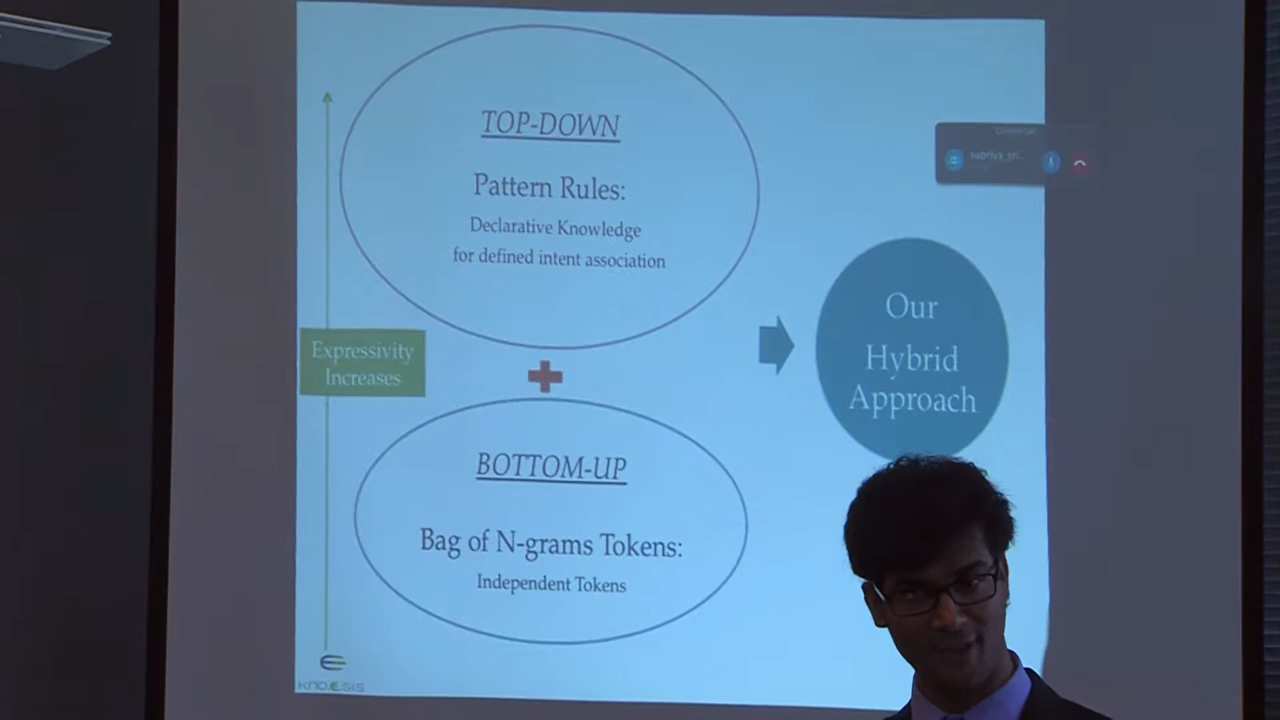 TOP-DOWN
Pattern Rules:
Declarative Knowledge
for defined intent association
Expressivity
Increases
BOTTOM-UP
Bag of N-grams Tokens:
Independent Tokens
Our
Hybrid
Approach
KNO.E.SIS